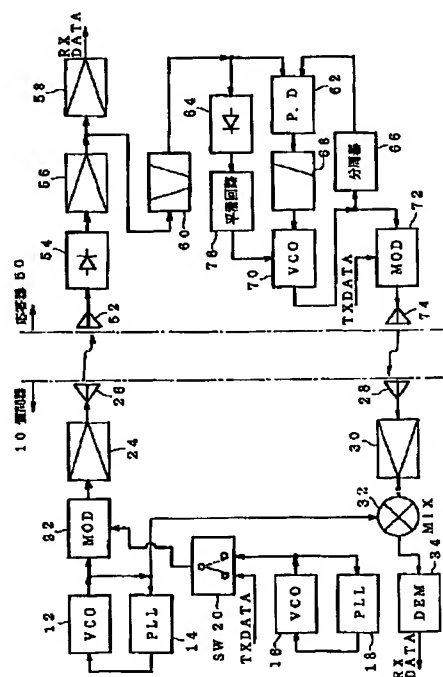 10 質問器
応答器 50
12
VCO
14
PLL
22
MOD
24
26
SW 20
TXDATA
16
VCO
18
PLL
28
30
32
MIX
34
DEM
RX
DATA
52
54
56
58
RX
DATA
60
64
76
平滑回路
P.D
62
68
VCO
70
分周器
66
TXDATA
MOD
72
74